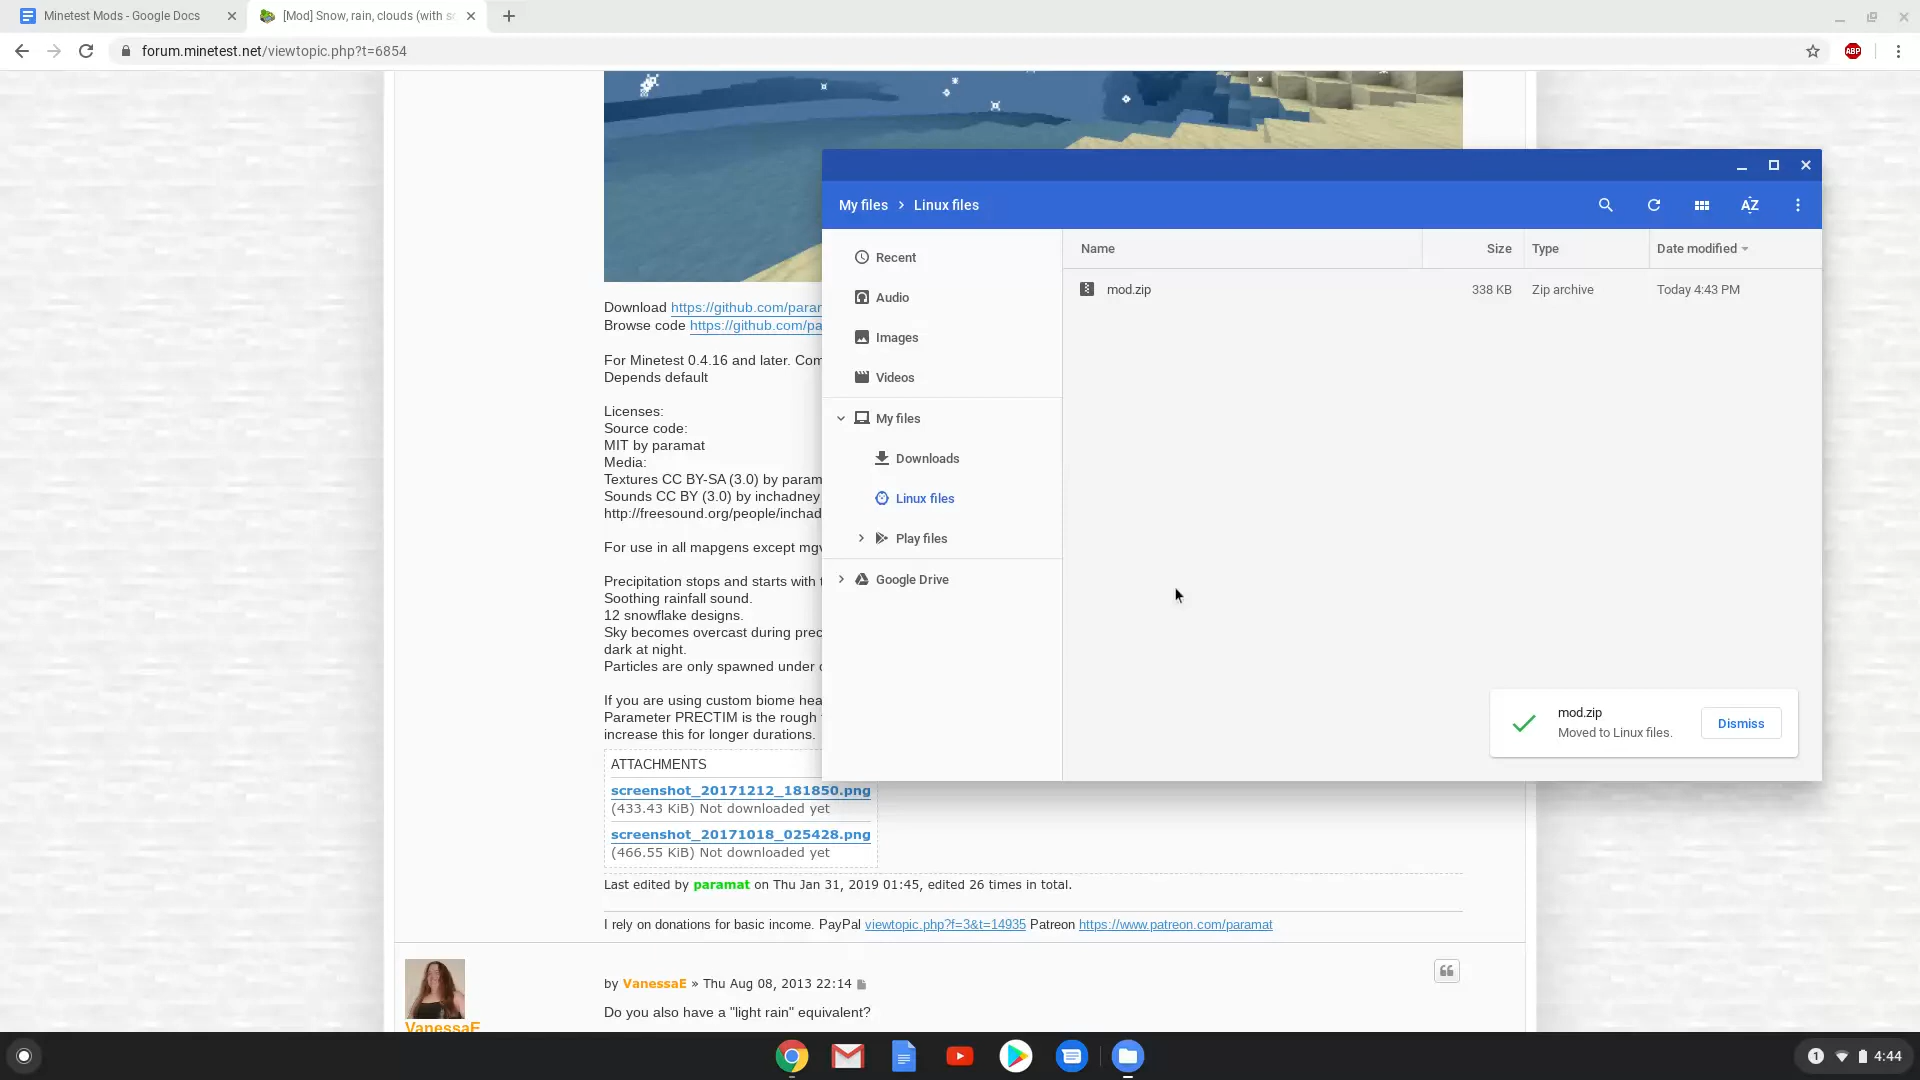 Minetest Mods - Google Docs
[Mod] Snow, rain, clouds (with s
forum.minetest.net/viewtopic.php?t=6854
ABP
Download https://github.com/para
Browse code https://github.com/pa
For Minetest 0.4.16 and later. Com
Depends default
Licenses:
Source code:
MIT by paramat
Media:
Textures CC BY-SA (3.0) by param
Sounds CC BY (3.0) by inchadney
http://freesound.org/people/inchad
For use in all mapgens except mgv
Precipitation stops and starts with
Soothing rainfall sound.
12 snowflake designs.
Sky becomes overcast during prec
dark at night.
Particles are only spawned under
If you are using custom biome hea
Parameter PRECTIM is the rough
increase this for longer durations.
ATTACHMENTS
screenshot_20171212_181850.png
(433.43 KiB) Not downloaded yet
screenshot_20171018_025428.png
(466.55 KiB) Not downloaded yet
Last edited by paramat on Thu Jan 31, 2019 01:45, edited 26 times in total.
I rely on donations for basic income. PayPal viewtopic.php?f=3&t=14935 Patreon https://www.patreon.com/paramat
by VanessaE » Thu Aug 08, 2013 22:14
Do you also have a "light rain" equivalent?
VanessaE
My files > Linux files
AZ
Recent
Audio
Images
Videos
My files
Downloads
Linux files
Play files
Google Drive
Name Size Type Date modified
mod.zip 338 KB Zip archive Today 4:43 PM
mod.zip
Moved to Linux files.
Dismiss
1 4:44